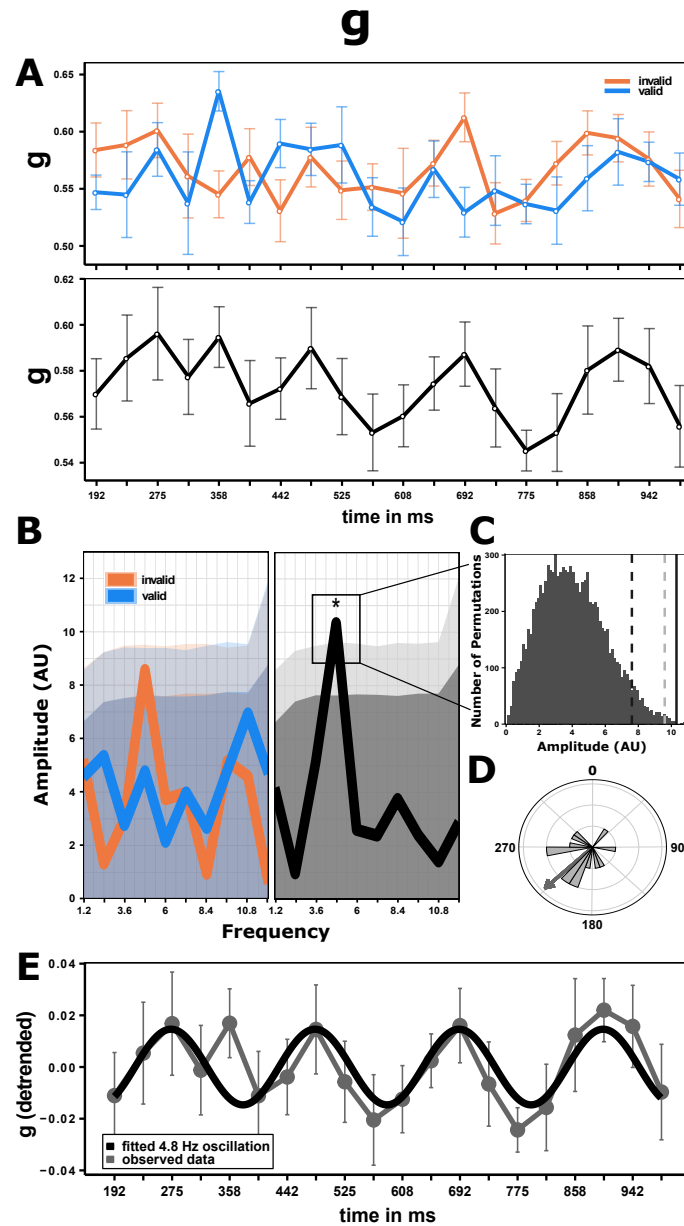 g
A
0.65
0.60
0.55
0.50
g
invalid
valid
0.62
0.60
0.58
0.56
0.54
g
192 275 358 442 525 608 692 775 858 942
time in ms
B
12
10
8
6
4
2
0
Amplitude (AU)
invalid
valid
*
1.2 3.6 6 8.4 10.8
1.2 3.6 6 8.4 10.8
Frequency
C
300
200
100
0
Number of Permutations
0 2 4 6 8 10
Amplitude (AU)
D
0
270
90
180
E
0.04
0.02
0.00
−0.02
−0.04
g (detrended)
fitted 4.8 Hz oscillation
observed data
192 275 358 442 525 608 692 775 858 942
time in ms